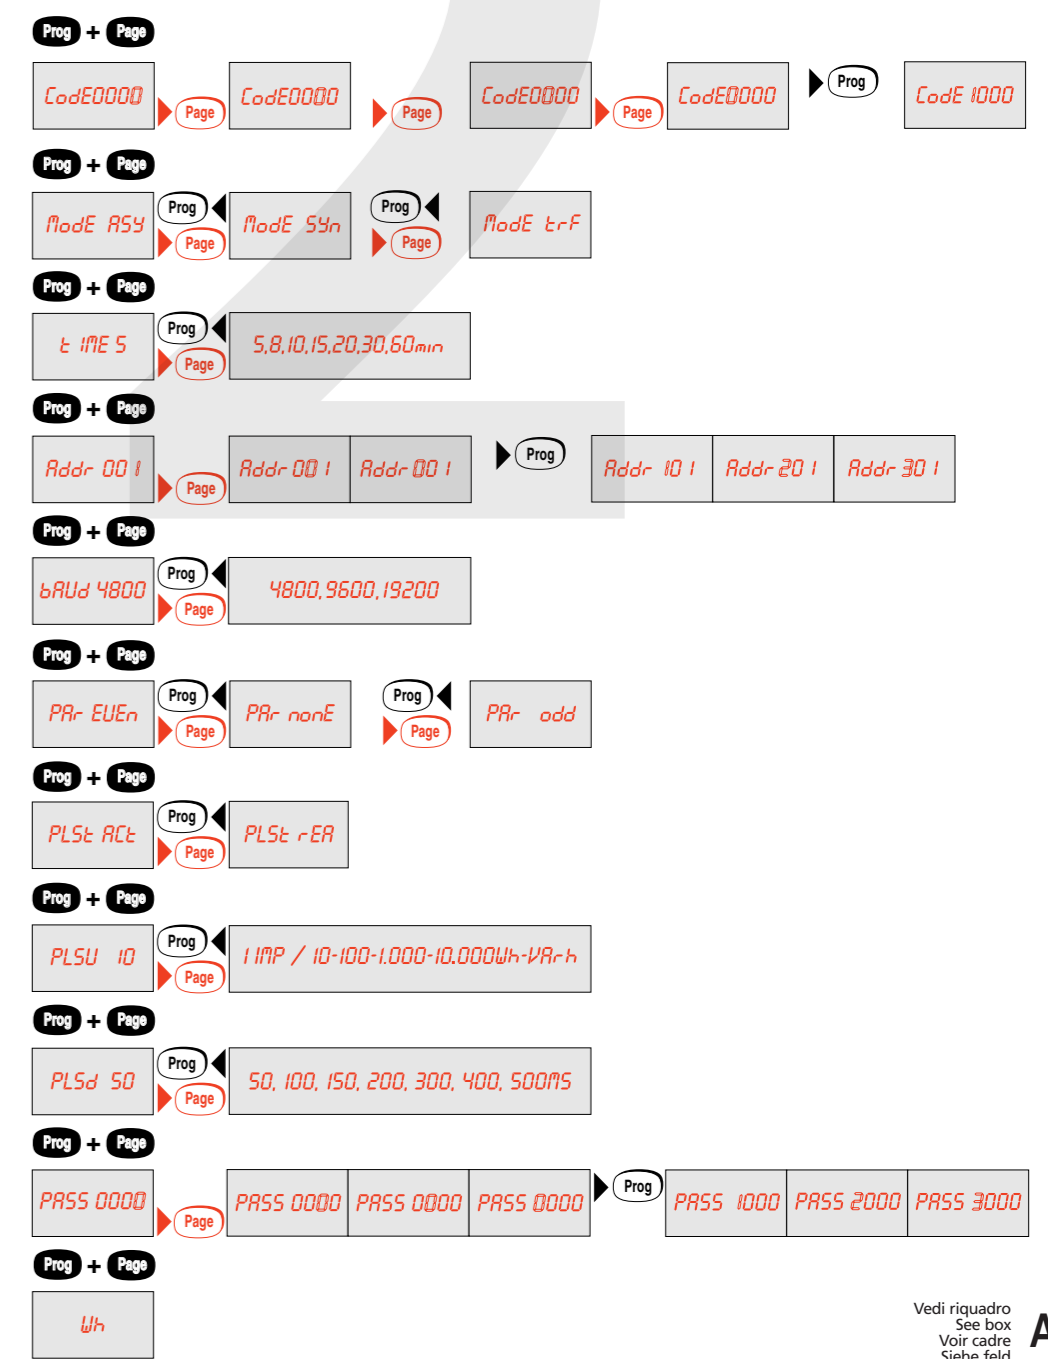 Prog + Page
CodE0000 Page CodE0000 Page CodE0000 Page CodE0000 Prog CodE 1000
Prog + Page
ModE ASY Prog Page ModE SYn Prog Page ModE trF
Prog + Page
tIME 5 Prog Page 5,8,10,15,20,30,60min
Prog + Page
Addr 001 Page Addr 001 Addr 001 Prog Addr 101 Addr 201 Addr 301
Prog + Page
bAUd 4800 Prog Page 4800, 9600, 19200
Prog + Page
PAr EVEn Prog Page PAr nonE Prog Page PAr odd
Prog + Page
PLSt ACt Prog Page PLSt rEA
Prog + Page
PLSV 10 Prog Page 1 IMP / 10-100-1.000-10.000Wh-VArh
Prog + Page
PLSd 50 Prog Page 50, 100, 150, 200, 300, 400, 500MS
Prog + Page
PASS 0000 Page PASS 0000 PASS 0000 PASS 0000 Prog PASS 1000 PASS 2000 PASS 3000
Prog + Page
Wh
Vedi riquadro
See box
Voir cadre
Siehe feld
A
2